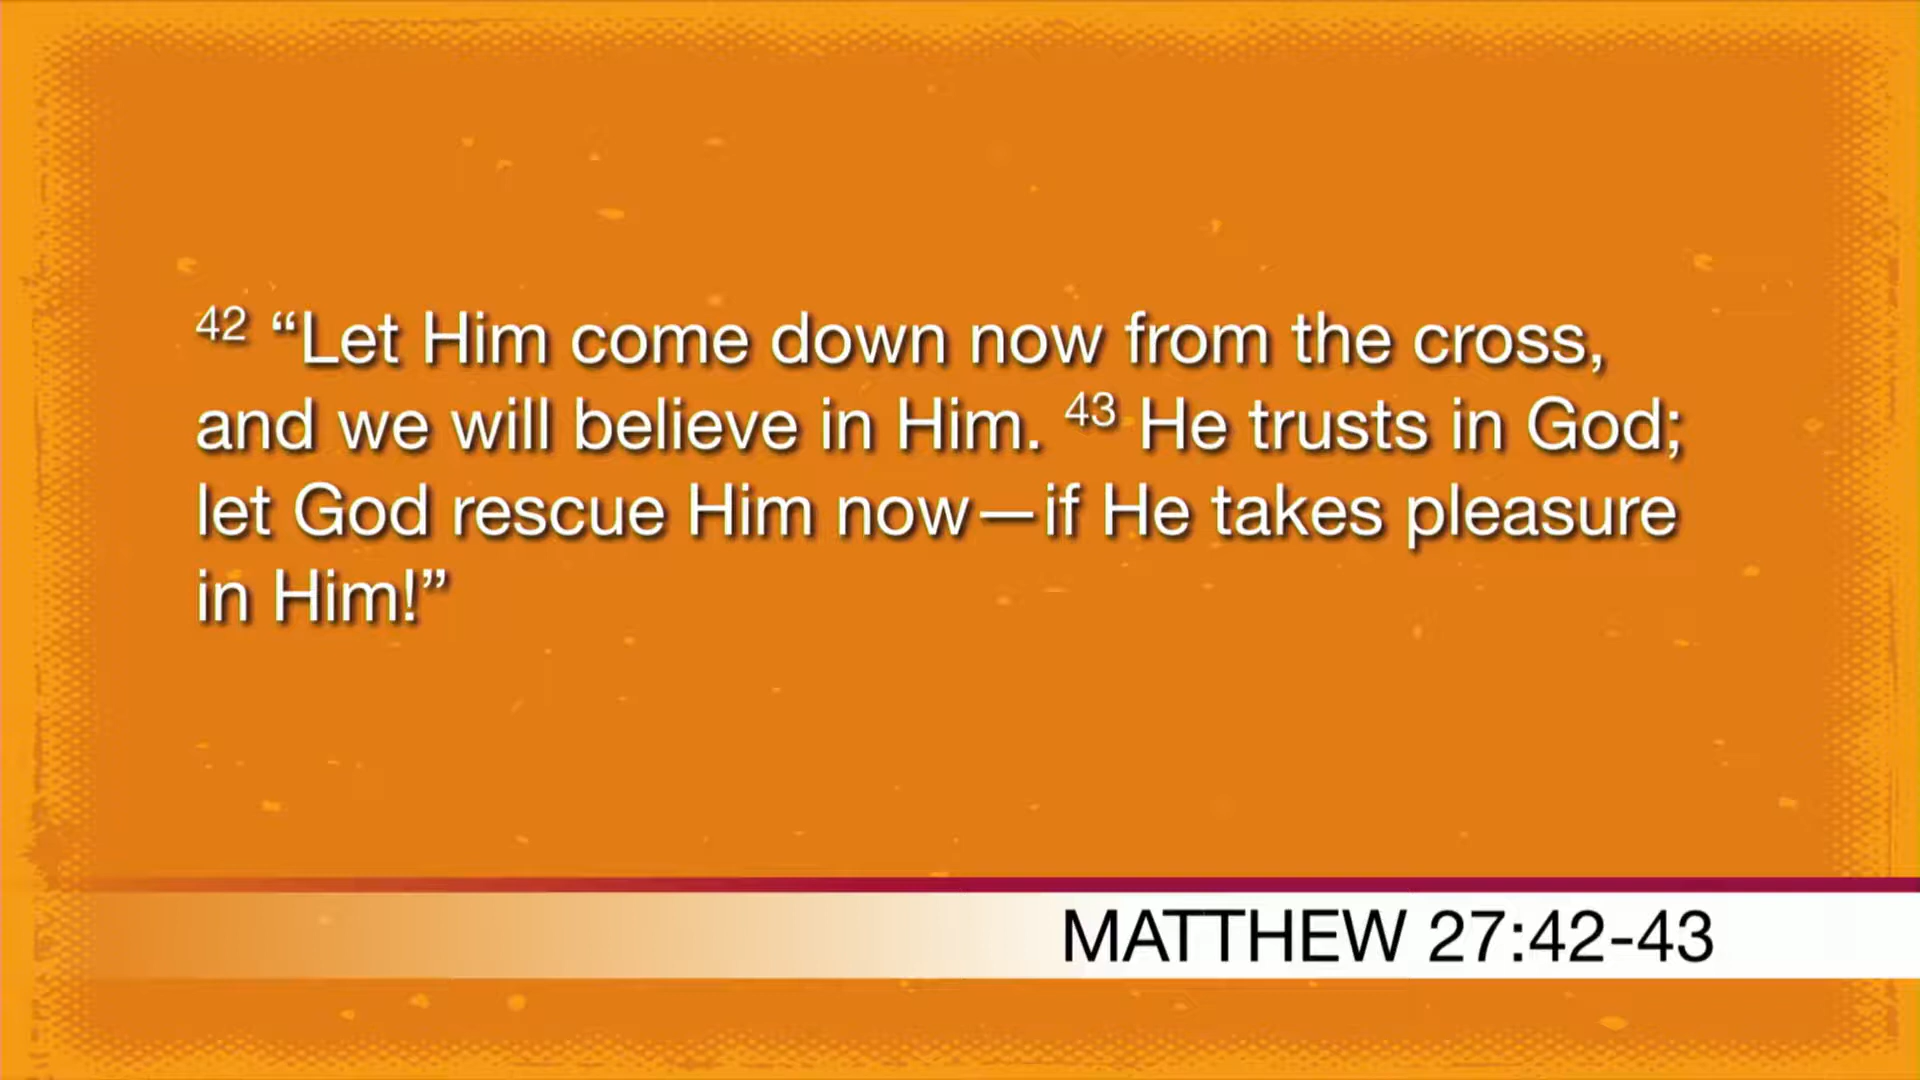 42 “Let Him come down now from the cross,
and we will believe in Him. 43 He trusts in God;
let God rescue Him now—if He takes pleasure
in Him!”
MATTHEW 27:42-43